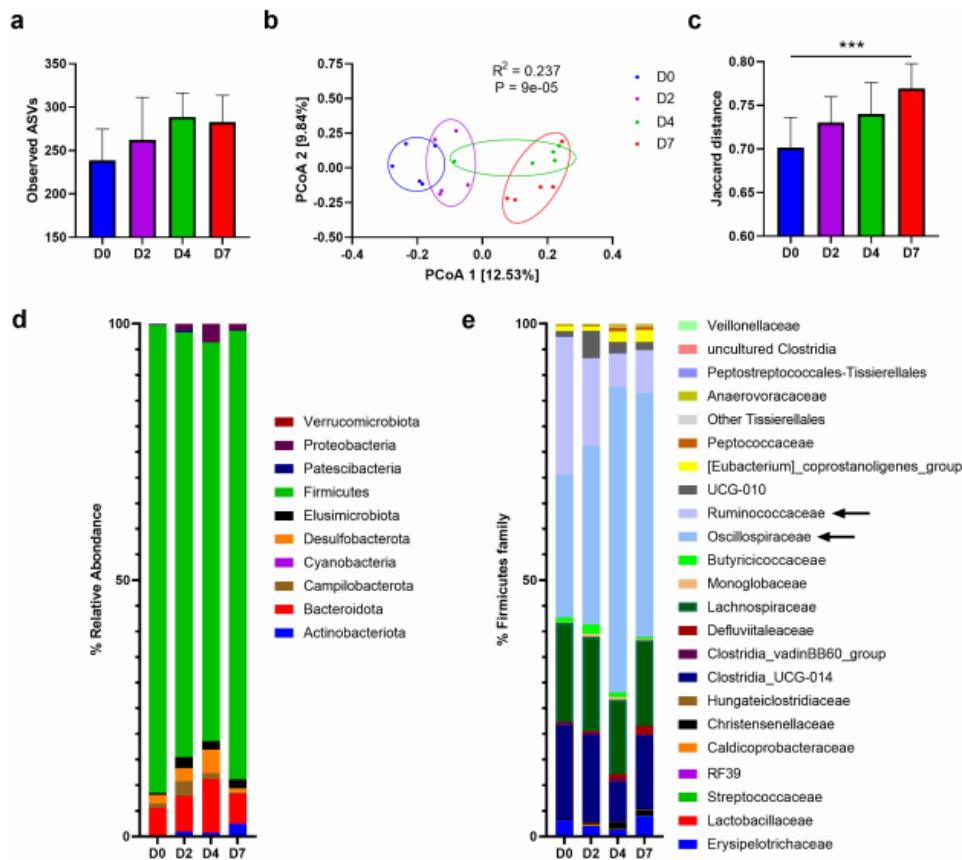 a
Observed ASVs
350
300
250
200
150
D0 D2 D4 D7
b
R² = 0.237
P = 9e-05
D0
D2
D4
D7
PCoA 2 [9.84%]
0.75
0.50
0.25
0.00
-0.25
-0.50
-0.4 -0.2 0.0 0.2 0.4
PCoA 1 [12.53%]
c
***
Jaccard distance
0.80
0.75
0.70
0.65
0.60
D0 D2 D4 D7
d
% Relative Abundance
100
50
0
D0 D2 D4 D7
Verrucomicrobiota
Proteobacteria
Patescibacteria
Firmicutes
Elusimicrobiota
Desulfobacterota
Cyanobacteria
Campilobacterota
Bacteroidota
Actinobacteriota
e
% Firmicutes family
100
50
0
D0 D2 D4 D7
Veillonellaceae
uncultured Clostridia
Peptostreptococcales-Tissierellales
Anaerovoracaceae
Other Tissierellales
Peptococcaceae
[Eubacterium]_coprostanoligenes_group
UCG-010
Ruminococcaceae
Oscillospiraceae
Butyricicoccaceae
Monoglobaceae
Lachnospiraceae
Defluviitaleaceae
Clostridia_vadinBB60_group
Clostridia_UCG-014
Hungateiclostridiaceae
Christensenellaceae
Caldicoprobacteraceae
RF39
Streptococcaceae
Lactobacillaceae
Erysipelotrichaceae